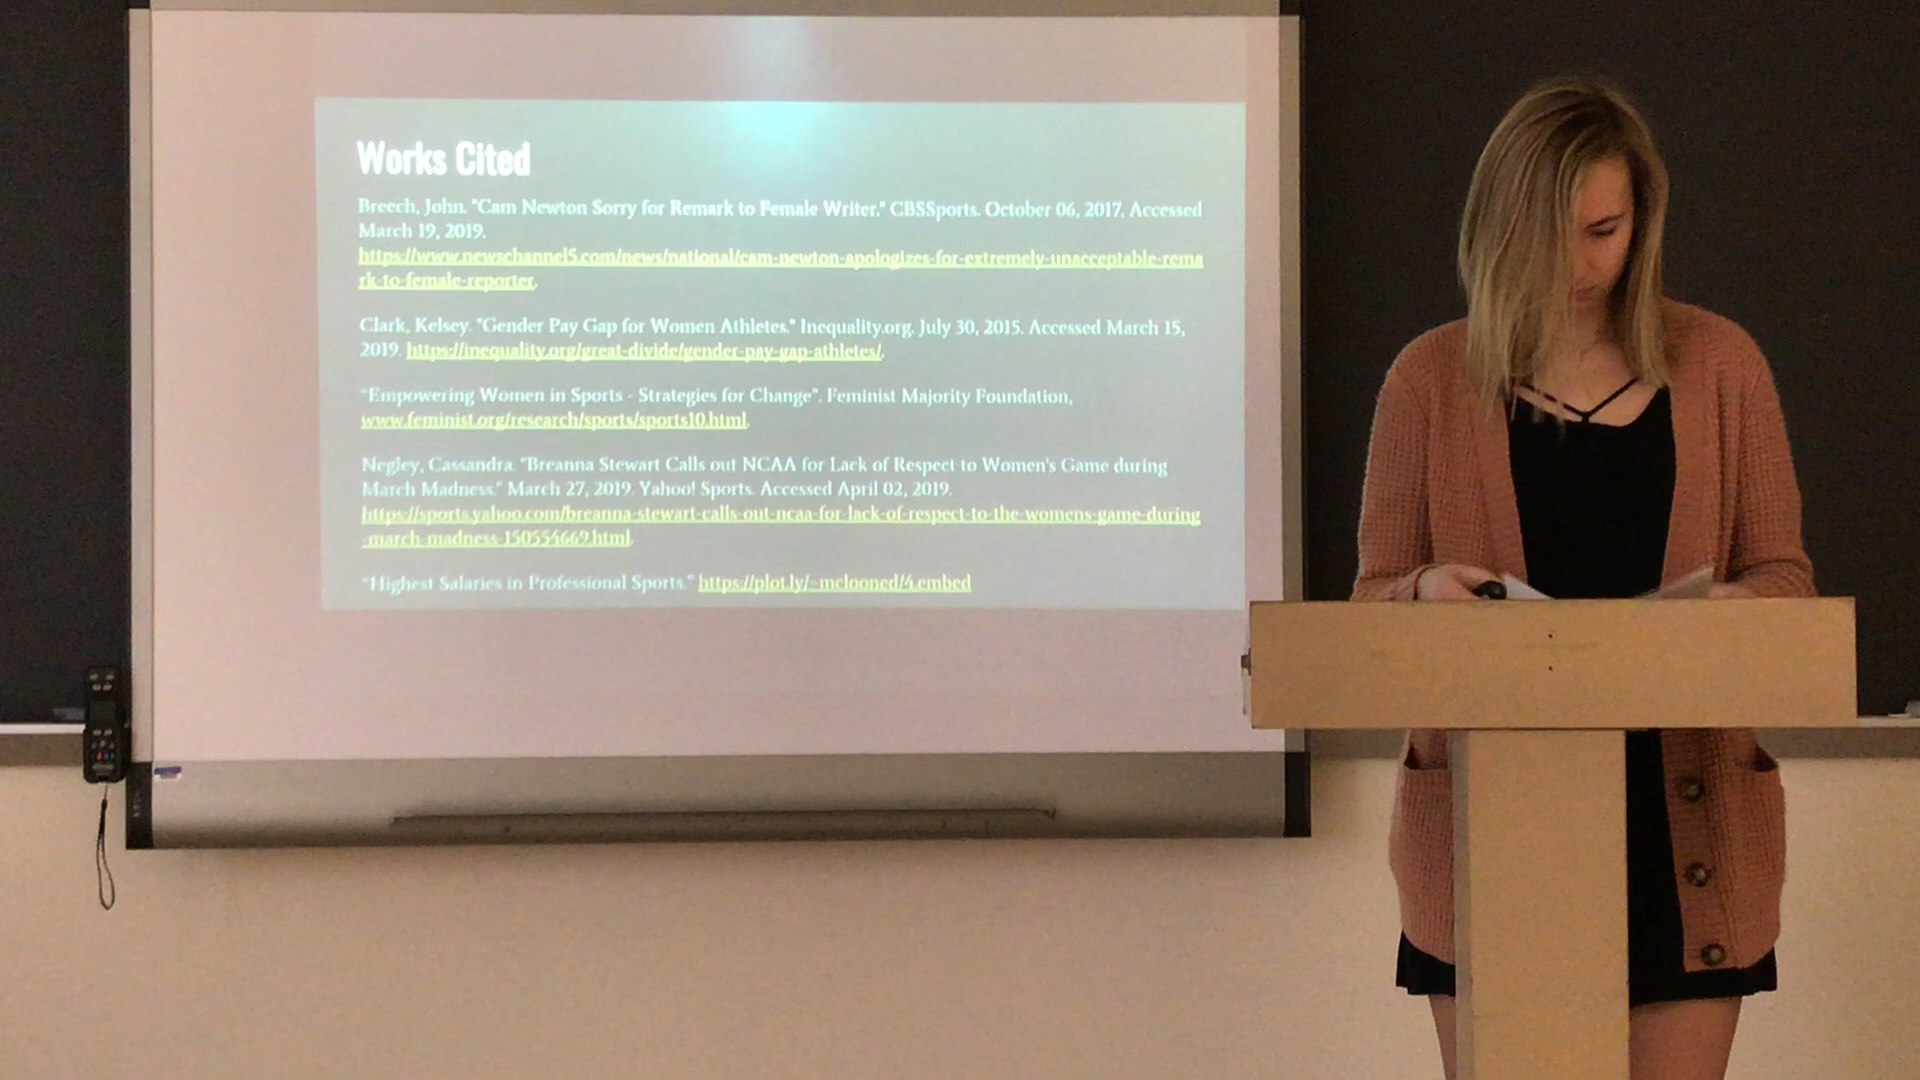 Works Cited
Breech, John. "Cam Newton Sorry for Remark to Female Writer." CBSSports. October 06, 2017. Accessed
March 19, 2019.
https://www.newschannel5.com/news/national/cam-newton-apologizes-for-extremely-unacceptable-rema
rk-to-female-reporter.
Clark, Kelsey. "Gender Pay Gap for Women Athletes." Inequality.org. July 30, 2015. Accessed March 15,
2019. https://inequality.org/great-divide/gender-pay-gap-athletes/.
"Empowering Women in Sports - Strategies for Change". Feminist Majority Foundation,
www.feminist.org/research/sports/sports10.html.
Negley, Cassandra. "Breanna Stewart Calls out NCAA for Lack of Respect to Women's Game during
March Madness." March 27, 2019. Yahoo! Sports. Accessed April 02, 2019.
https://sports.yahoo.com/breanna-stewart-calls-out-ncaa-for-lack-of-respect-to-the-womens-game-during
-march-madness-150554669.html.
"Highest Salaries in Professional Sports." https://plot.ly/~mclooned/4.embed